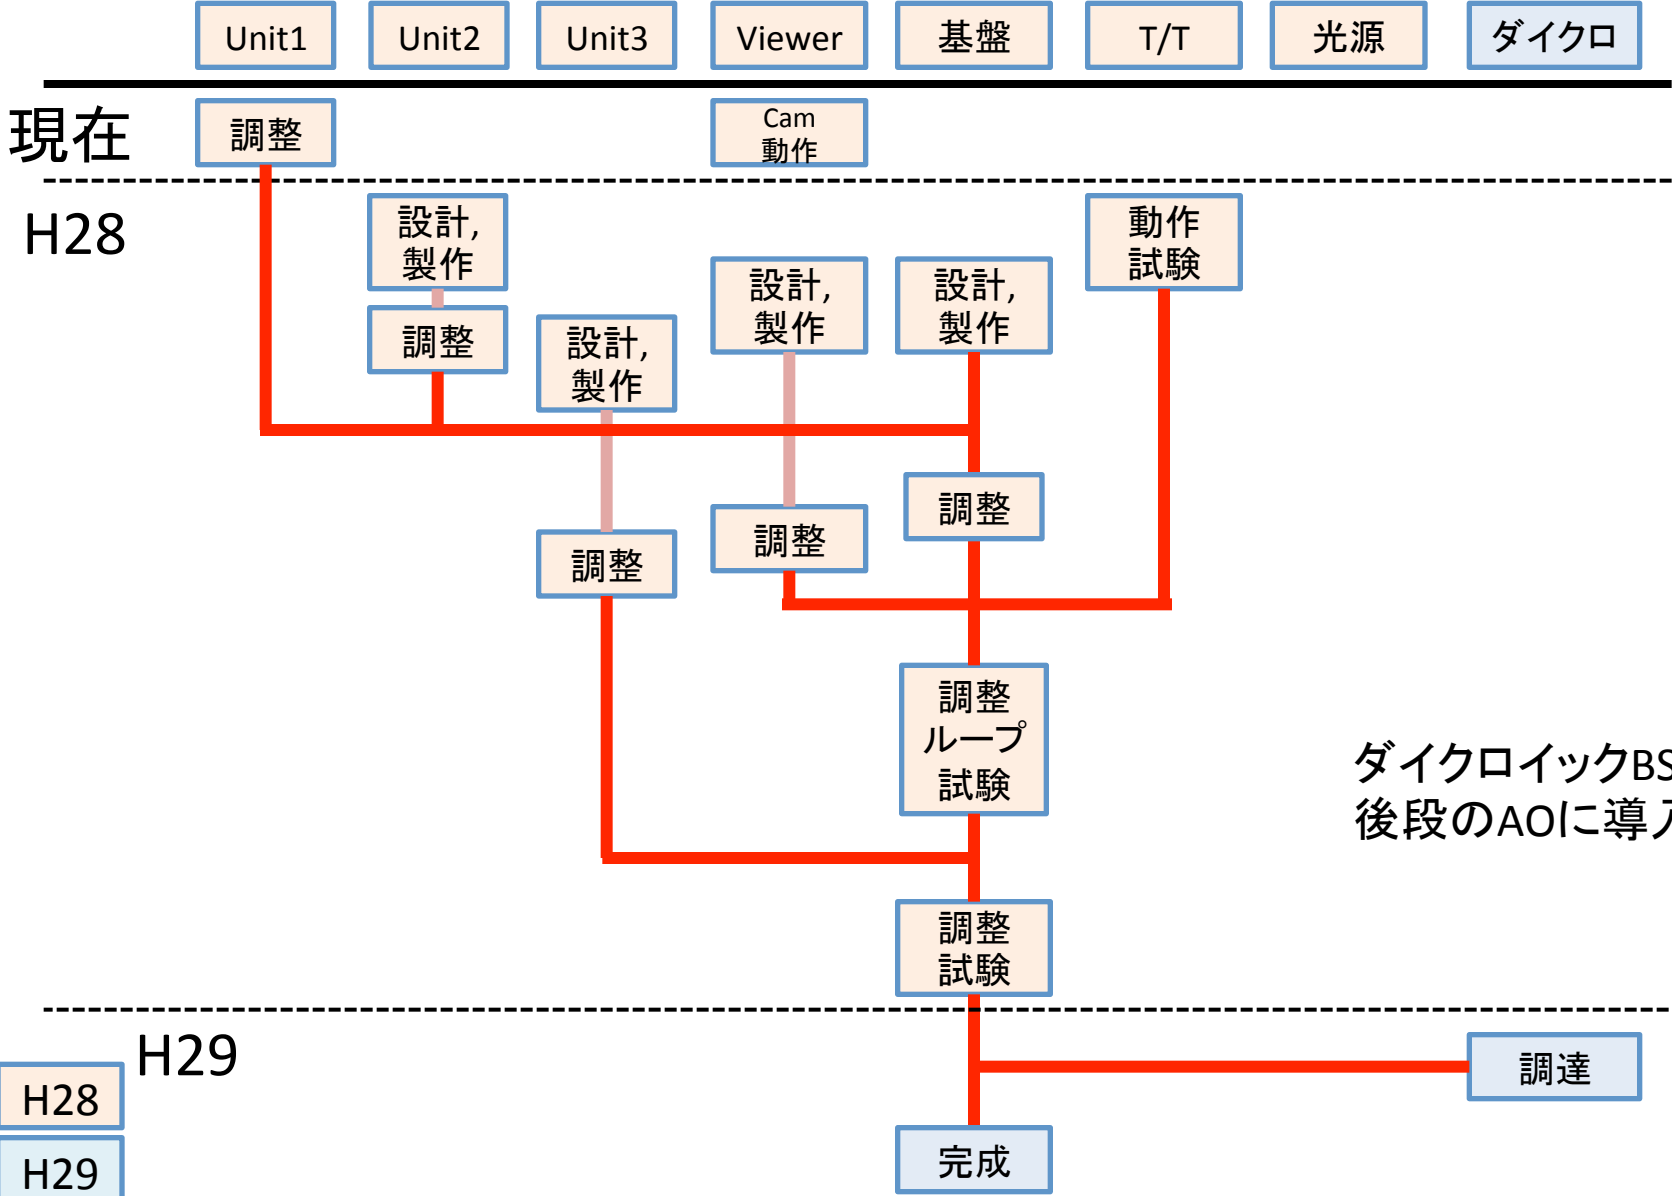 Unit1
Unit2
Unit3
Viewer
基盤
T/T
光源
ダイクロ
現在
調整
Cam
動作
H28
設計,
製作
動作
試験
設計,
製作
設計,
製作
調整
設計,
製作
調整
調整
調整
調整
ループ
試験
ダイクロイックBS
後段のAOに導入
調整
試験
H29
調達
H28
完成
H29